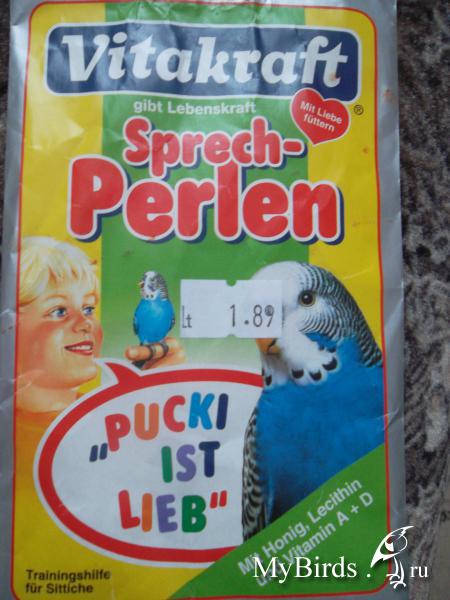 Vitakraft
®
gibt Lebenskraft
Mit Liebe
füttern
Sprech-
Perlen
Lt 1.89
"PUCKI
IST
LIEB"
Mit Honig, Lecithin
und Vitamin A + D
Trainingshilfe
für Sittiche
MyBirds.ru